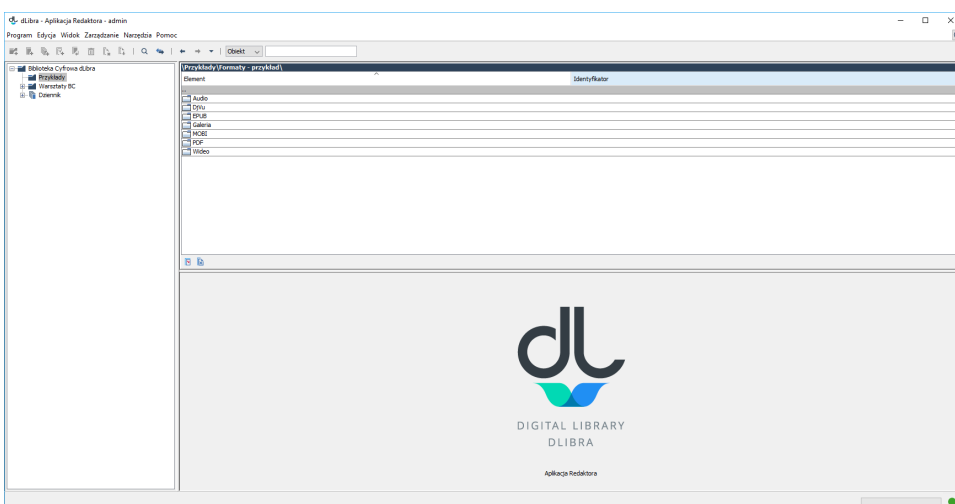 dLibra - Aplikacja Redaktora - admin
Program Edycja Widok Zarządzanie Narzędzia Pomoc
Obiekt
Biblioteka Cyfrowa dLibra
Przykłady
Warsztaty BC
Dziennik
\Przykłady\Formaty - przykład\
Element Identyfikator
..
Audio
DjVu
EPUB
Galeria
MOBI
PDF
Wideo
dL
DIGITAL LIBRARY
DLIBRA
Aplikacja Redaktora